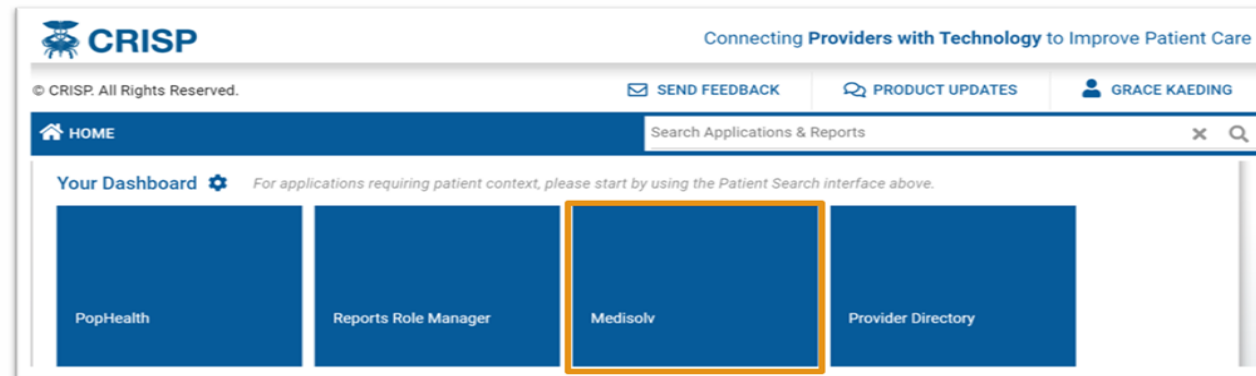 CRISP
Connecting Providers with Technology to Improve Patient Care
© CRISP. All Rights Reserved.
SEND FEEDBACK
PRODUCT UPDATES
GRACE KAEDING
HOME
Search Applications & Reports
Your Dashboard
For applications requiring patient context, please start by using the Patient Search interface above.
PopHealth
Reports Role Manager
Medisolv
Provider Directory